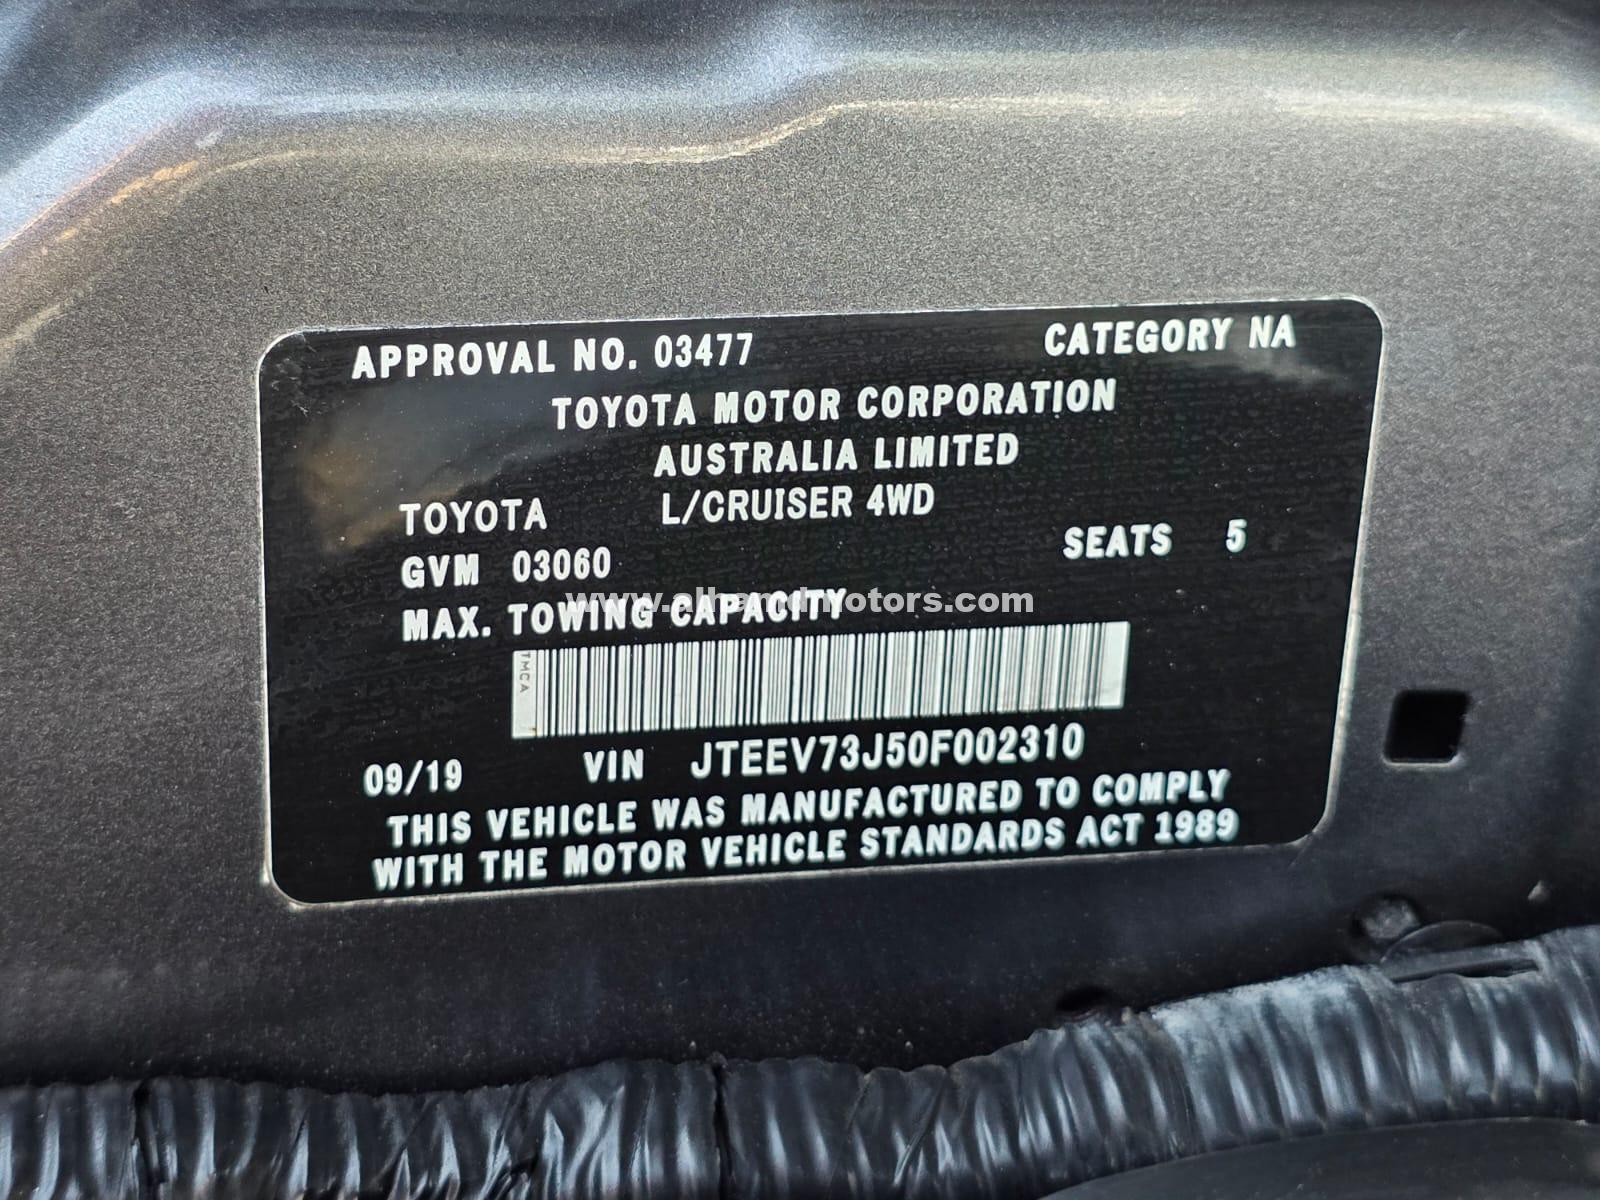 APPROVAL NO. 03477 CATEGORY NA
TOYOTA MOTOR CORPORATION
AUSTRALIA LIMITED
TOYOTA L/CRUISER 4WD
GVM 03060 SEATS 5
www.alhamdmotors.com
MAX. TOWING CAPACITY
TMCA
09/19 VIN JTEEV73J50F002310
THIS VEHICLE WAS MANUFACTURED TO COMPLY
WITH THE MOTOR VEHICLE STANDARDS ACT 1989